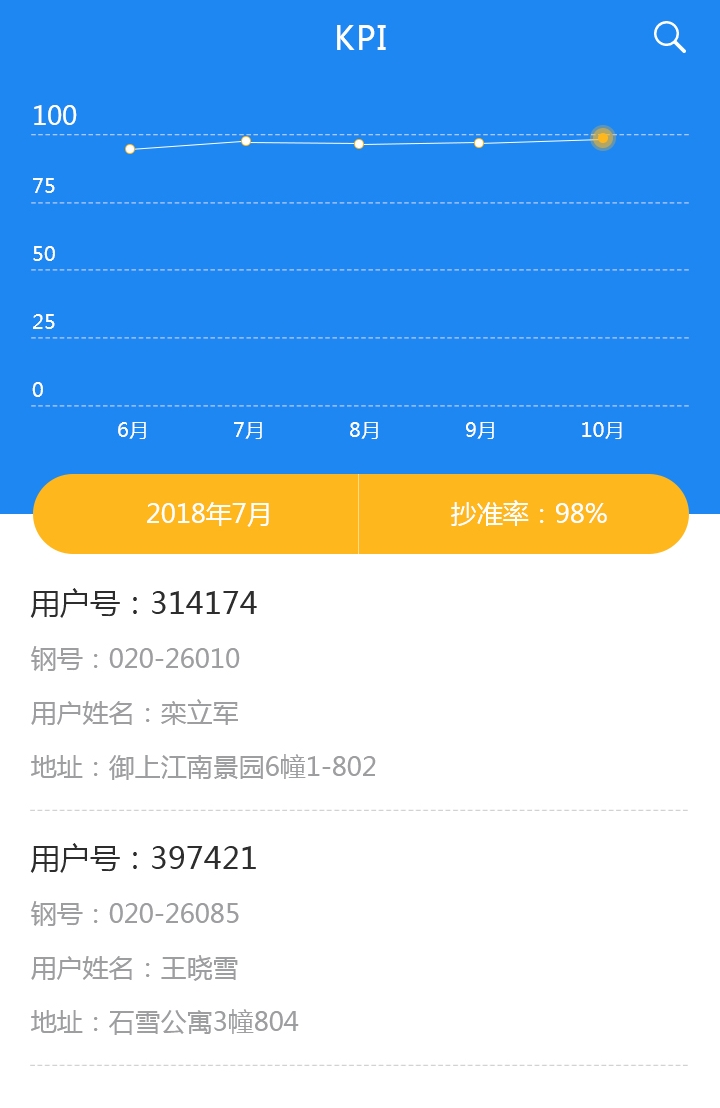 KPI
100
75
50
25
0
6月 7月 8月 9月 10月
2018年7月 抄准率：98%
用户号：314174
钢号：020-26010
用户姓名：栾立军
地址：御上江南景园6幢1-802
用户号：397421
钢号：020-26085
用户姓名：王晓雪
地址：石雪公寓3幢804